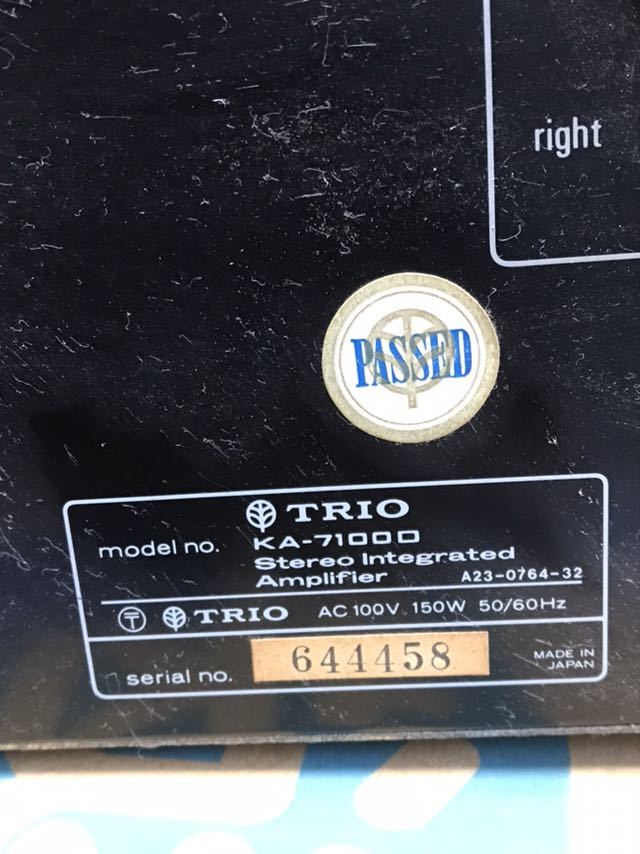 right
PASSED
TRIO
model no. KA-7100D
Stereo Integrated
Amplifier A23-0764-32
〒 TRIO AC 100V 150W 50/60Hz
serial no. 644458
MADE IN
JAPAN